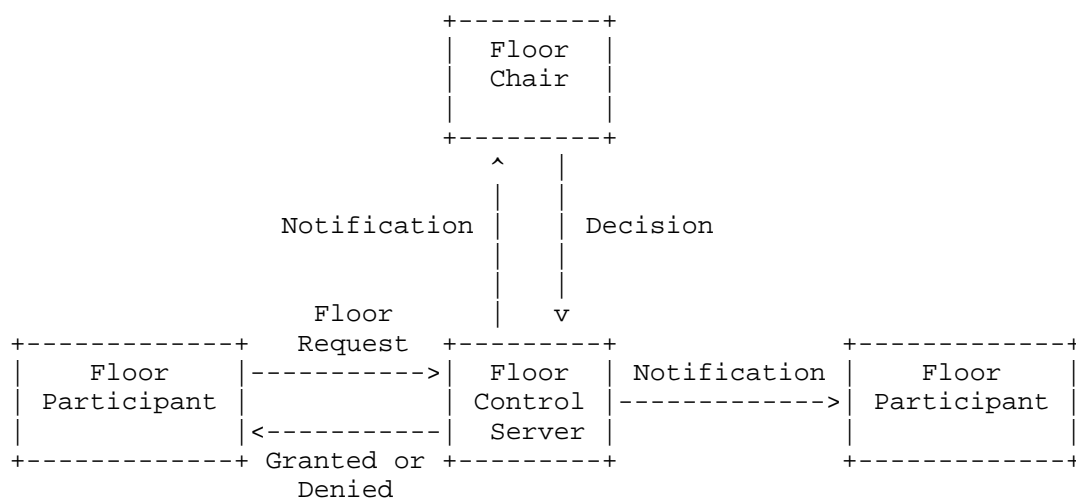 Floor
Chair
Notification
Decision
Floor
Request
Floor
Participant
Floor
Control
Server
Notification
Floor
Participant
Granted or
Denied